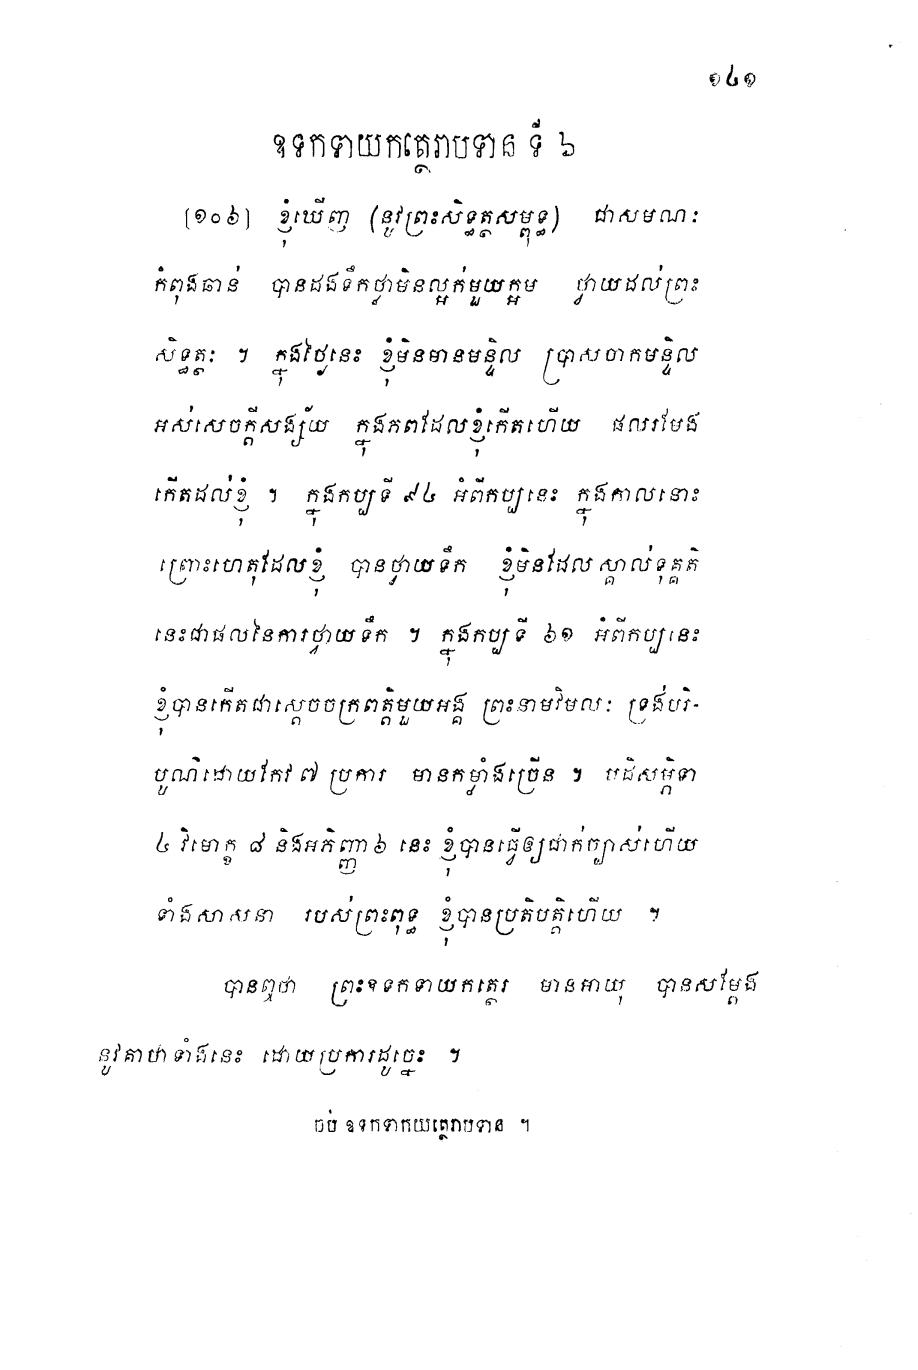 ១៤១
ឧទកទាយកត្ថេរាបទាន ទី ៦
[១០៦] ខ្ញុំឃើញ (នូវព្រះសិទ្ធត្ថសម្ពុទ្ធ) ជាសមណៈ
កំពុងឆាន់ បានដងទឹកថ្លាមិនល្អក់មួយក្អម ថ្វាយដល់ព្រះ
សិទ្ធត្ថៈ ។ ក្នុងថ្ងៃនេះ ខ្ញុំមិនមានមន្ទិល ប្រាសចាកមន្ទិល
អស់សេចក្តីសង្ស័យ ក្នុងភពដែលខ្ញុំកើតហើយ ផលរមែង
កើតដល់ខ្ញុំ ។ ក្នុងកប្បទី ៩៤ អំពីកប្បនេះ ក្នុងកាលនោះ
ព្រោះហេតុដែលខ្ញុំ បានថ្វាយទឹក ខ្ញុំមិនដែលស្គាល់ទុគ្គតិ
នេះជាផលនៃការថ្វាយទឹក ។ ក្នុងកប្បទី ៦១ អំពីកប្បនេះ
ខ្ញុំបានកើតជាស្តេចចក្រពត្តិមួយអង្គ ព្រះនាមវិមលៈ ទ្រង់បរិ-
បូណ៌ដោយកែវ ៧ ប្រការ មានកម្លាំងច្រើន ។ បដិសម្ភិទា
៤ វិមោក្ខ ៨ និងអភិញ្ញា ៦ នេះ ខ្ញុំបានធ្វើឲ្យជាក់ច្បាស់ហើយ
ទាំងសាសនា របស់ព្រះពុទ្ធ ខ្ញុំបានប្រតិបត្តិហើយ ។
បានឮថា ព្រះឧទកទាយកត្ថេរ មានអាយុ បានសម្តែង
នូវគាថាទាំងនេះ ដោយប្រការដូច្នេះ ។
ចប់ ឧទកទាកយត្ថេរាបទាន ។